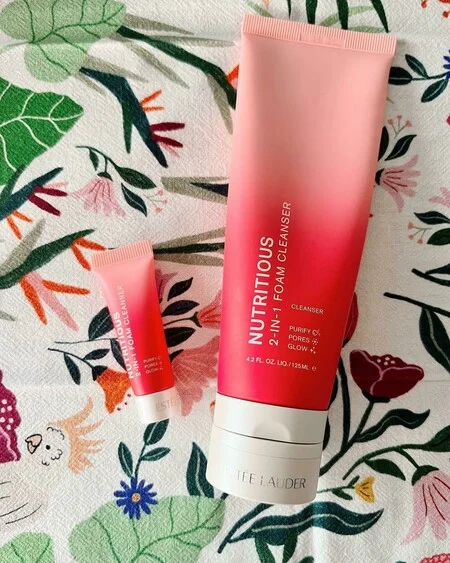 NUTRITIOUS
2-IN-1 FOAM CLEANSER
PURIFY
PORES
GLOW
NUTRITIOUS
2-IN-1 FOAM CLEANSER
CLEANSER
PURIFY
PORES
GLOW
4.2 FL. OZ. LIQ. / 125 ML e
LAUDER